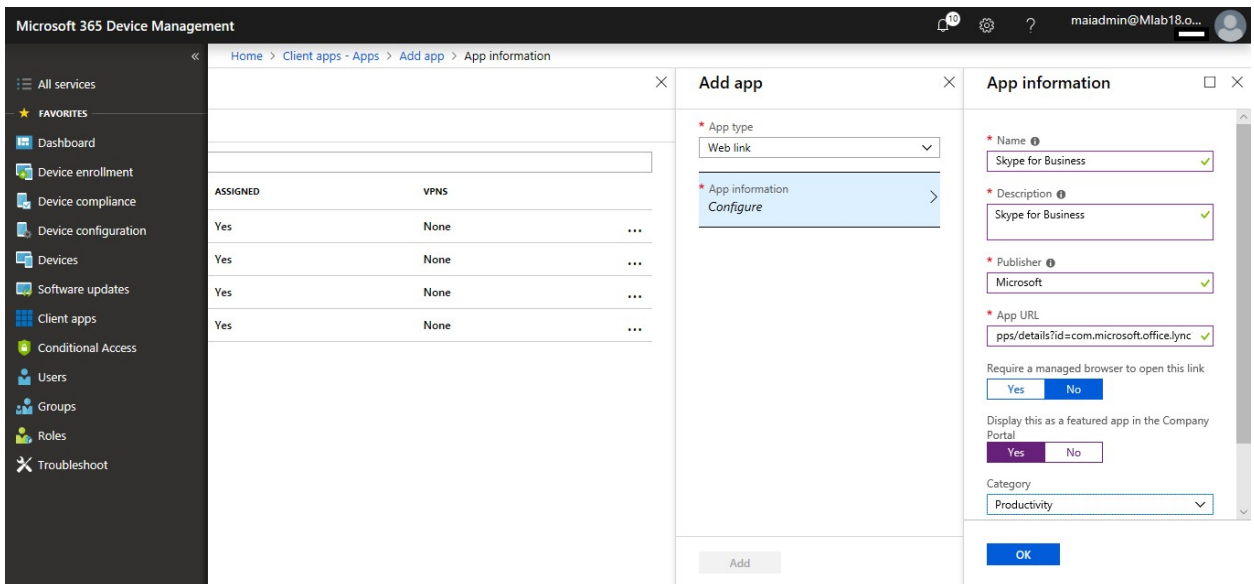 Microsoft 365 Device Management
10
?
maiadmin@Mlab18.o...
«
Home > Client apps - Apps > Add app > App information
All services
FAVORITES
Dashboard
Device enrollment
Device compliance
Device configuration
Devices
Software updates
Client apps
Conditional Access
Users
Groups
Roles
Troubleshoot
ASSIGNED VPNS
Yes None ...
Yes None ...
Yes None ...
Yes None ...
Add app
* App type
Web link
* App information
Configure
Add
App information
* Name
Skype for Business
* Description
Skype for Business
* Publisher
Microsoft
* App URL
pps/details?id=com.microsoft.office.lync
Require a managed browser to open this link
Yes No
Display this as a featured app in the Company
Portal
Yes No
Category
Productivity
OK